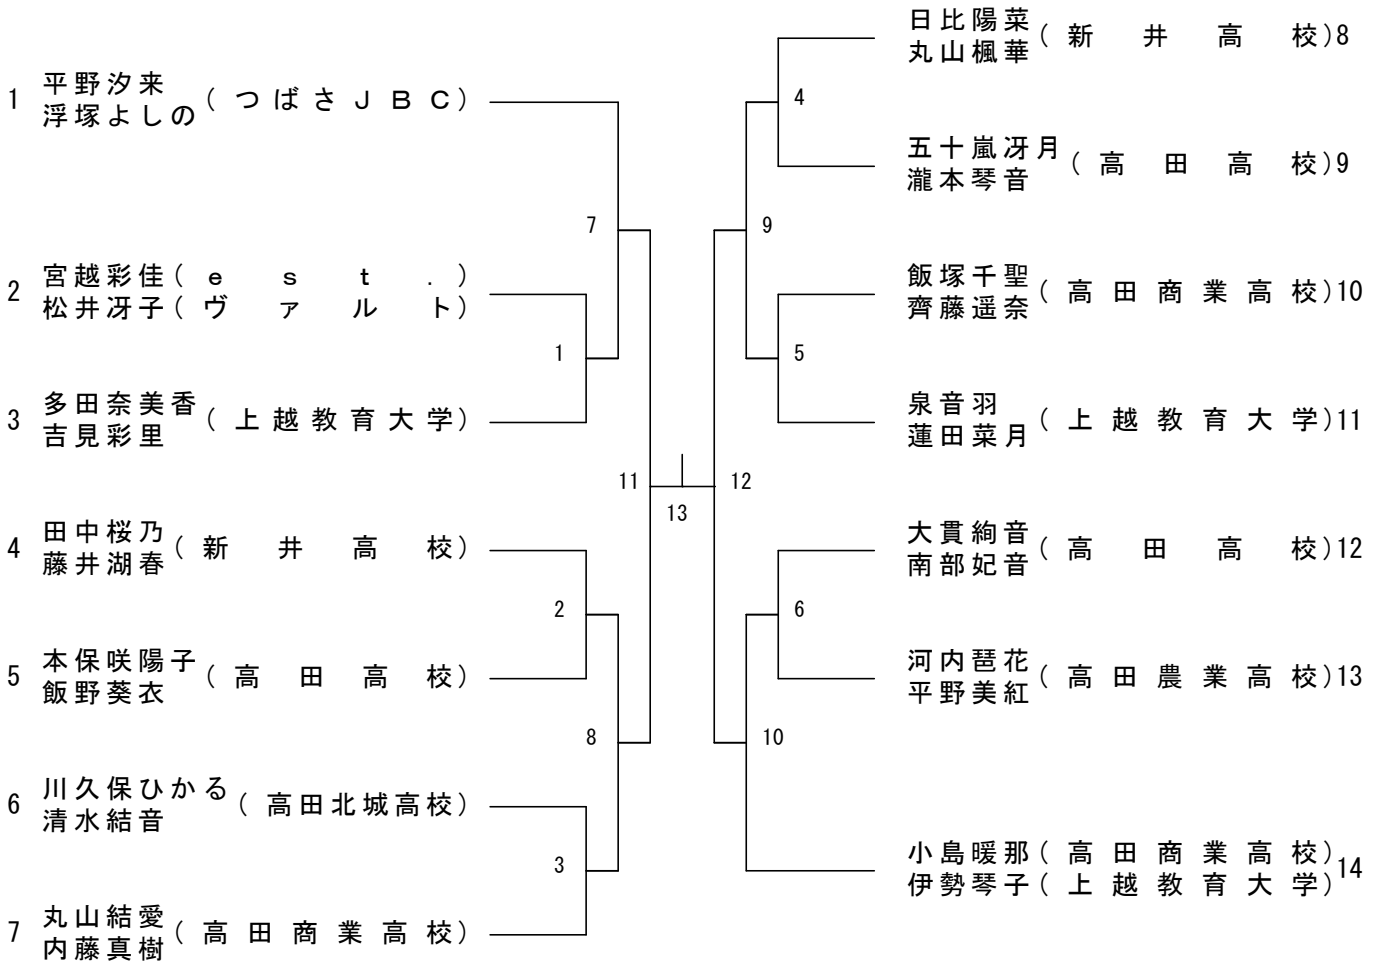 1 平野汐来
浮塚よしの (つばさＪＢＣ)
2 宮越彩佳 (ｅｓｔ.)
松井冴子 (ヴァルト)
3 多田奈美香
吉見彩里 (上越教育大学)
4 田中桜乃
藤井湖春 (新井高校)
5 本保咲陽子
飯野葵衣 (高田高校)
6 川久保ひかる
清水結音 (高田北城高校)
7 丸山結愛
内藤真樹 (高田商業高校)
7
1
2
8
3
11
13
12
4
9
5
6
10
日比陽菜
丸山楓華 (新井高校) 8
五十嵐冴月
瀧本琴音 (高田高校) 9
飯塚千聖
齊藤遥奈 (高田商業高校) 10
泉音羽
蓮田菜月 (上越教育大学) 11
大貫絢音
南部妃音 (高田高校) 12
河内琶花
平野美紅 (高田農業高校) 13
小島暖那 (高田商業高校) 14
伊勢琴子 (上越教育大学)